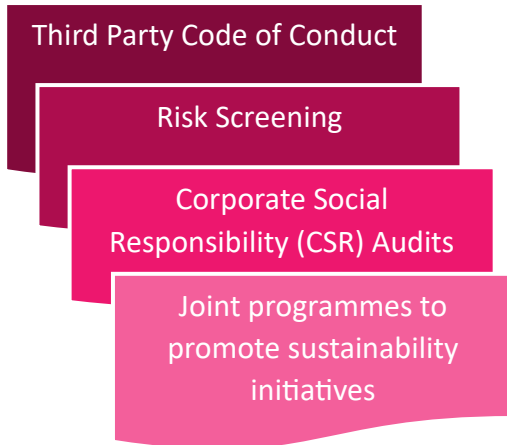 Third Party Code of Conduct
Risk Screening
Corporate Social
Responsibility (CSR) Audits
Joint programmes to
promote sustainability
initiatives